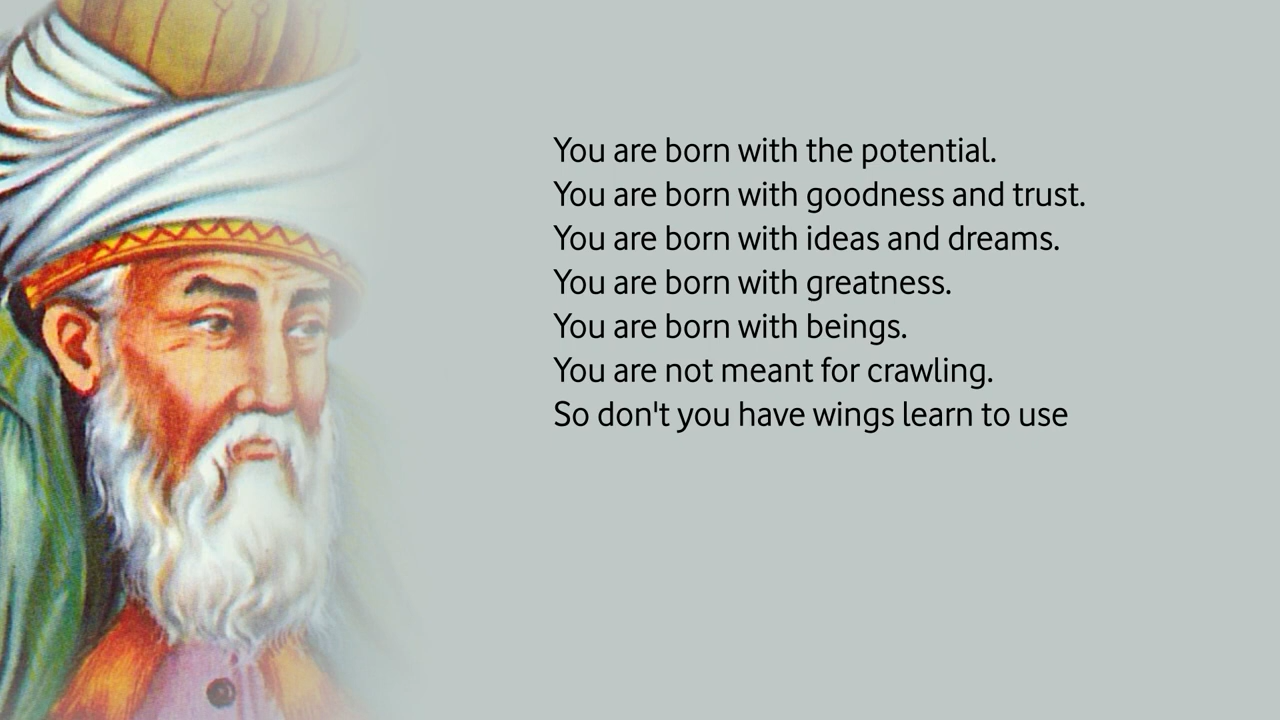 You are born with the potential.
You are born with goodness and trust.
You are born with ideas and dreams.
You are born with greatness.
You are born with beings.
You are not meant for crawling.
So don't you have wings learn to use